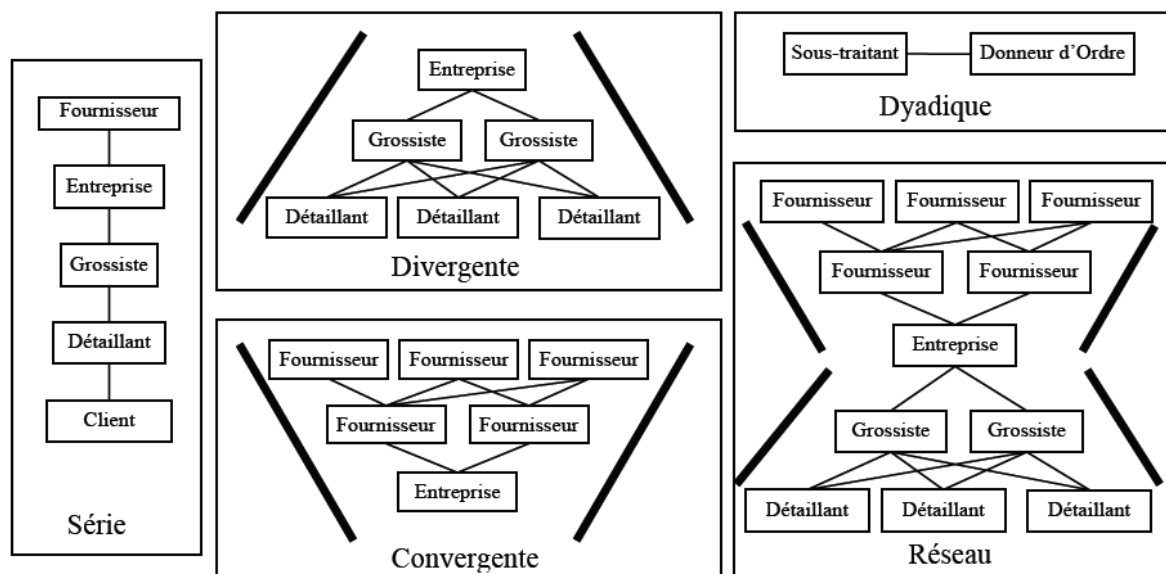 Fournisseur
Entreprise
Grossiste
Détaillant
Client
Série
Entreprise
Grossiste Grossiste
Détaillant Détaillant Détaillant
Divergente
Fournisseur Fournisseur Fournisseur
Fournisseur Fournisseur
Entreprise
Convergente
Sous-traitant Donneur d'Ordre
Dyadique
Fournisseur Fournisseur Fournisseur
Fournisseur Fournisseur
Entreprise
Grossiste Grossiste
Détaillant Détaillant Détaillant
Réseau